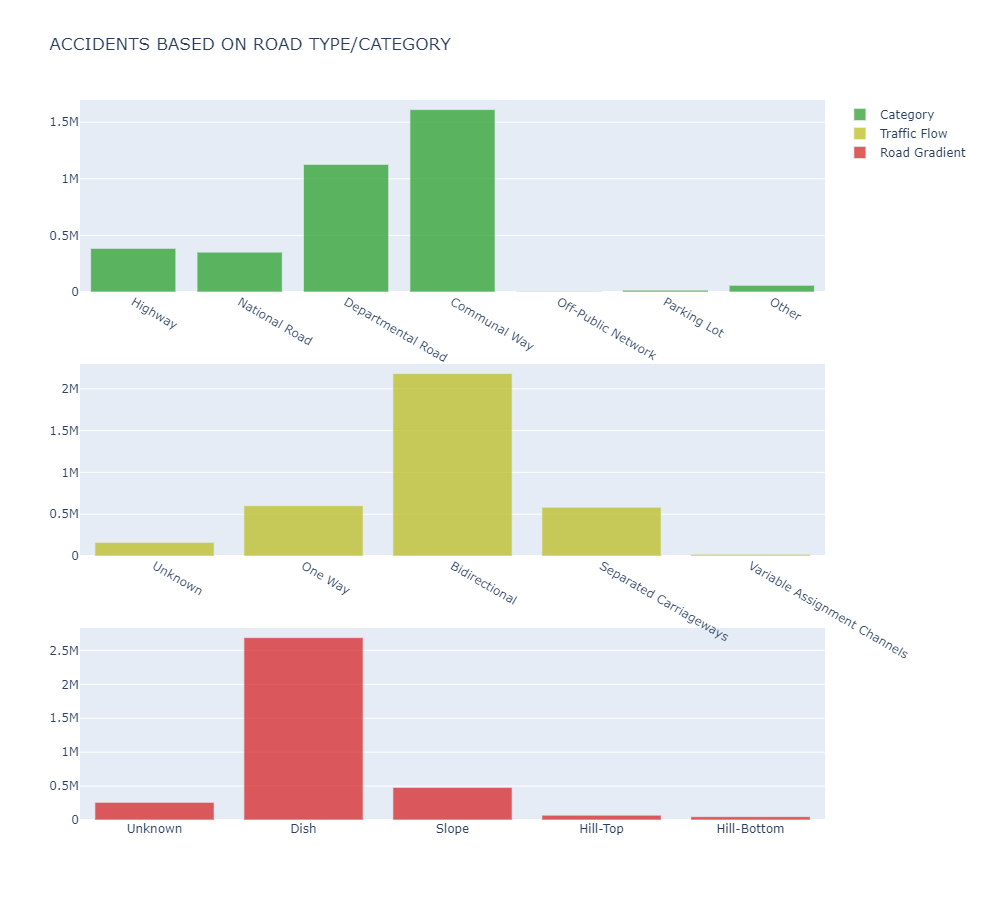 ACCIDENTS BASED ON ROAD TYPE/CATEGORY
Category
Traffic Flow
Road Gradient
1.5M
1M
0.5M
0
Highway
National Road
Departmental Road
Communal Way
Off-Public Network
Parking Lot
Other
2M
1.5M
1M
0.5M
0
Unknown
One Way
Bidirectional
Separated Carriageways
Variable Assignment Channels
2.5M
2M
1.5M
1M
0.5M
0
Unknown
Dish
Slope
Hill-Top
Hill-Bottom